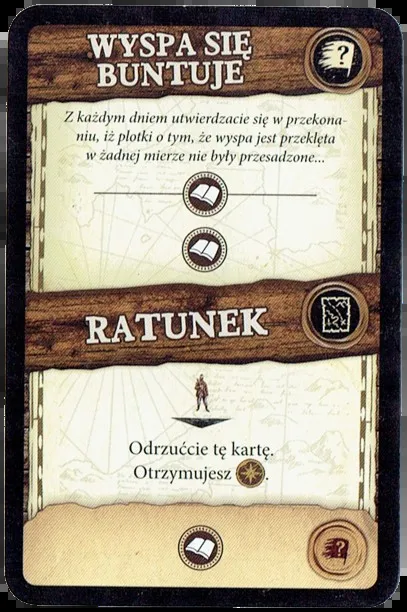 WYSPA SIĘ
BUNTUJE
?
Z każdym dniem utwierdzacie się w przekona-
niu, iż plotki o tym, że wyspa jest przeklęta
w żadnej mierze nie były przesadzone...
RATUNEK
Odrzućcie tę kartę.
Otrzymujesz .
?